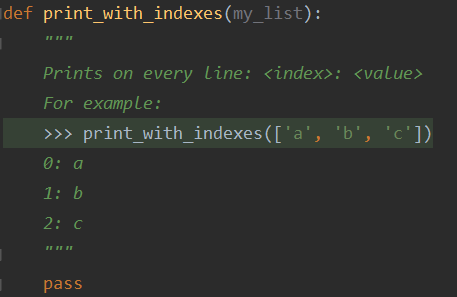 def print_with_indexes(my_list):
    """
    Prints on every line: <index>: <value>
    For example:
    >>> print_with_indexes(['a', 'b', 'c'])
    0: a
    1: b
    2: c
    """
    pass